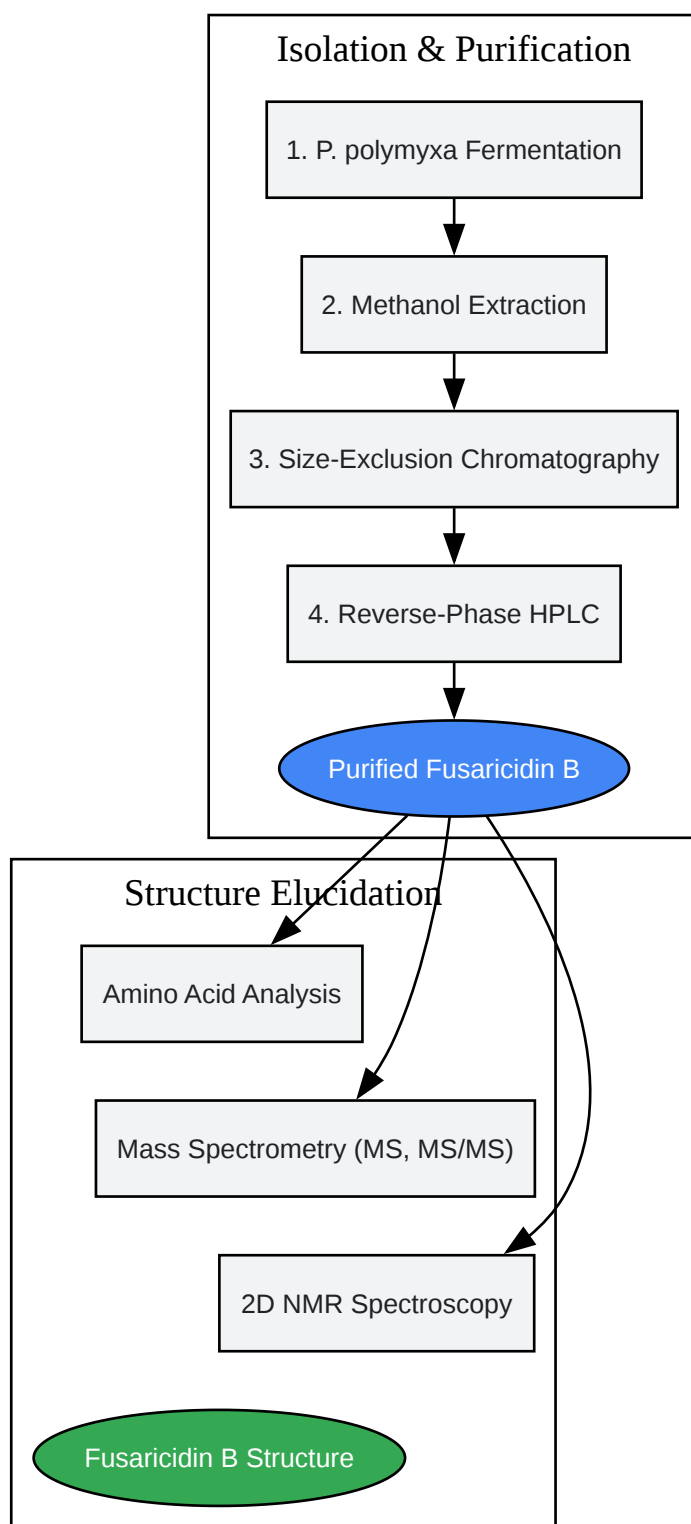 Isolation & Purification
1. P. polymyxa Fermentation
2. Methanol Extraction
3. Size-Exclusion Chromatography
4. Reverse-Phase HPLC
Purified Fusaricidin B
Structure Elucidation
Amino Acid Analysis
Mass Spectrometry (MS, MS/MS)
2D NMR Spectroscopy
Fusaricidin B Structure